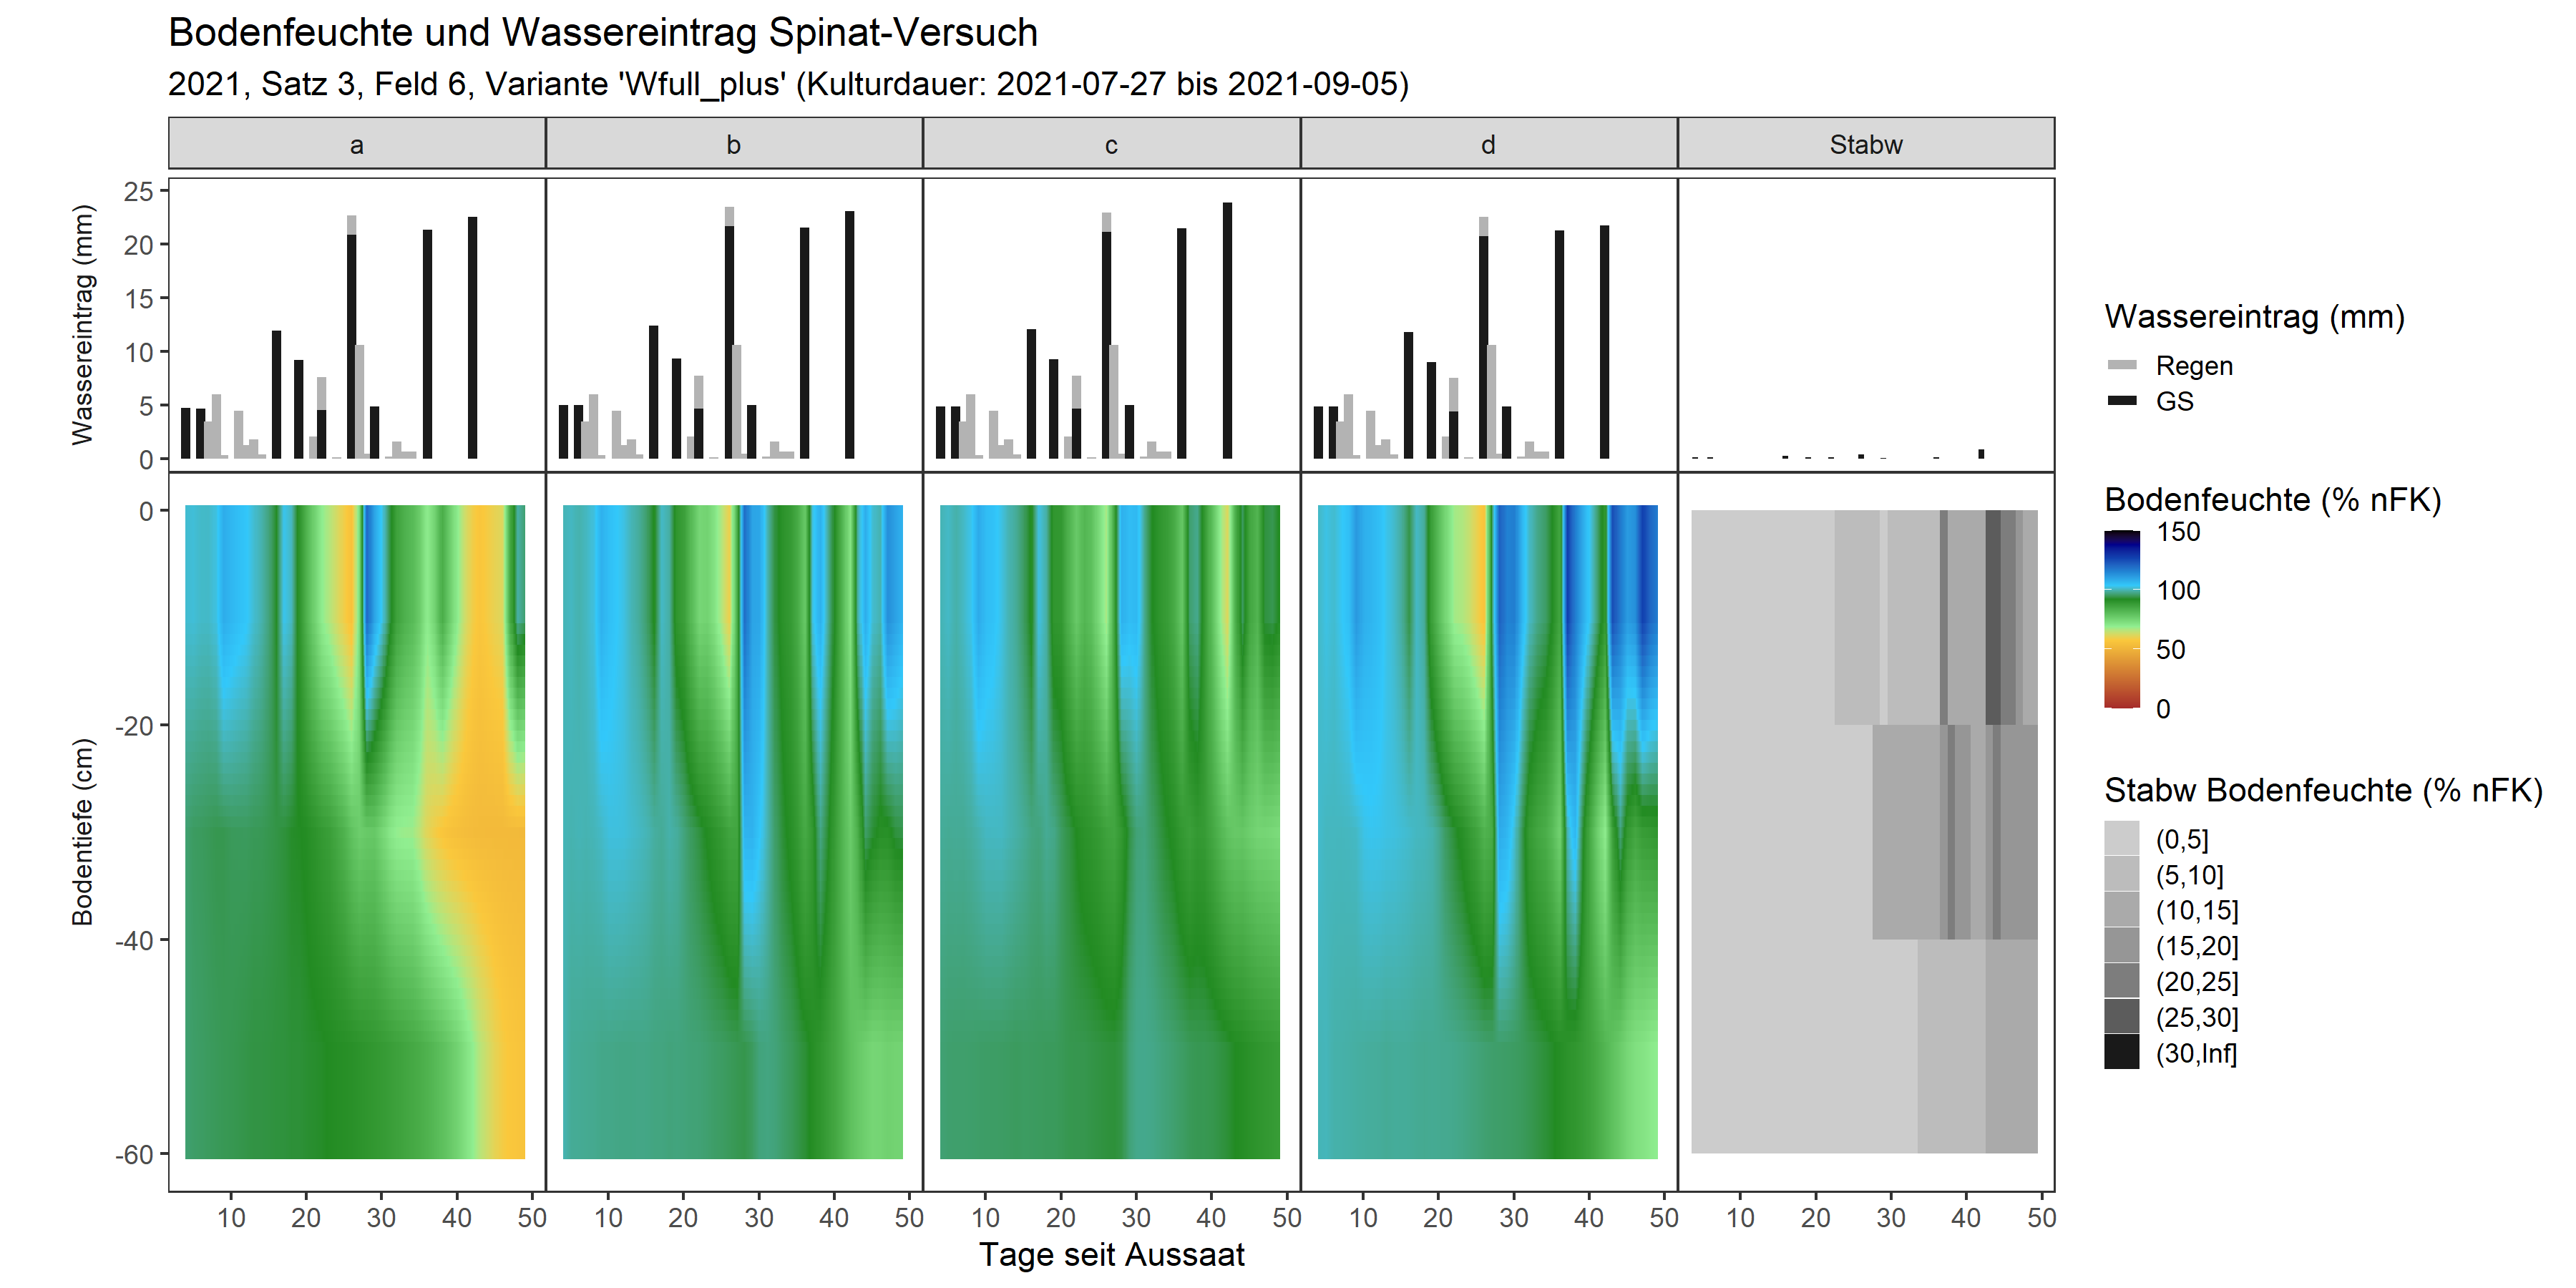 Bodenfeuchte und Wassereintrag Spinat-Versuch
2021, Satz 3, Feld 6, Variante 'Wfull_plus' (Kulturdauer: 2021-07-27 bis 2021-09-05)
a b c d Stabw
Wassereintrag (mm)
25
20
15
10
5
0
Bodentiefe (cm)
0
-20
-40
-60
10 20 30 40 50 10 20 30 40 50 10 20 30 40 50 10 20 30 40 50 10 20 30 40 50
Tage seit Aussaat
Wassereintrag (mm)
Regen
GS
Bodenfeuchte (% nFK)
150
100
50
0
Stabw Bodenfeuchte (% nFK)
(0,5]
(5,10]
(10,15]
(15,20]
(20,25]
(25,30]
(30,Inf]